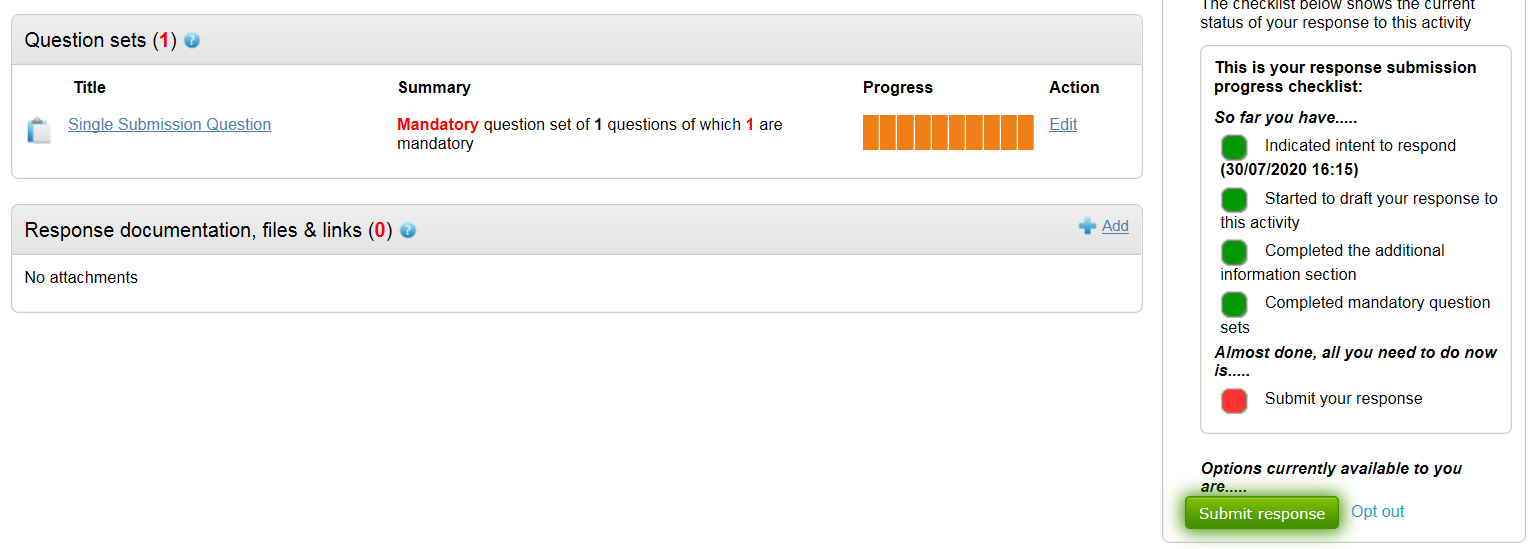 Question sets (1)
Title Summary Progress Action
Single Submission Question Mandatory question set of 1 questions of which 1 are Edit
mandatory
Response documentation, files & links (0) Add
No attachments
The checklist below shows the current
status of your response to this activity
This is your response submission
progress checklist:
So far you have.....
Indicated intent to respond
(30/07/2020 16:15)
Started to draft your response to
this activity
Completed the additional
information section
Completed mandatory question
sets
Almost done, all you need to do now
is.....
Submit your response
Options currently available to you
are.....
Submit response Opt out